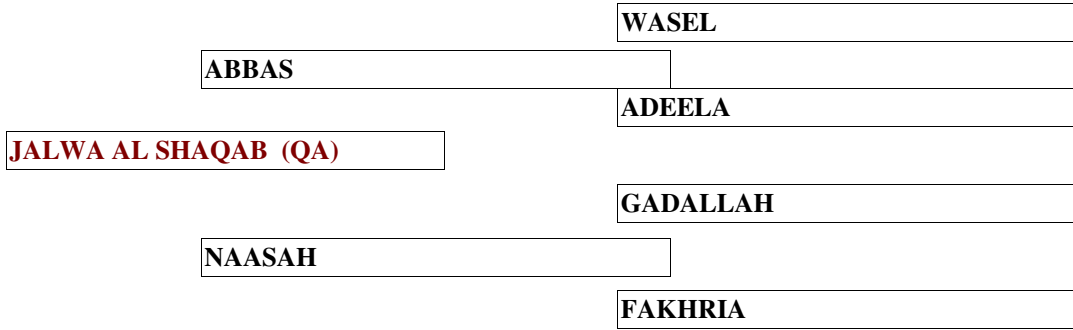 WASEL
ABBAS
ADEELA
JALWA AL SHAQAB (QA)
GADALLAH
NAASAH
FAKHRIA